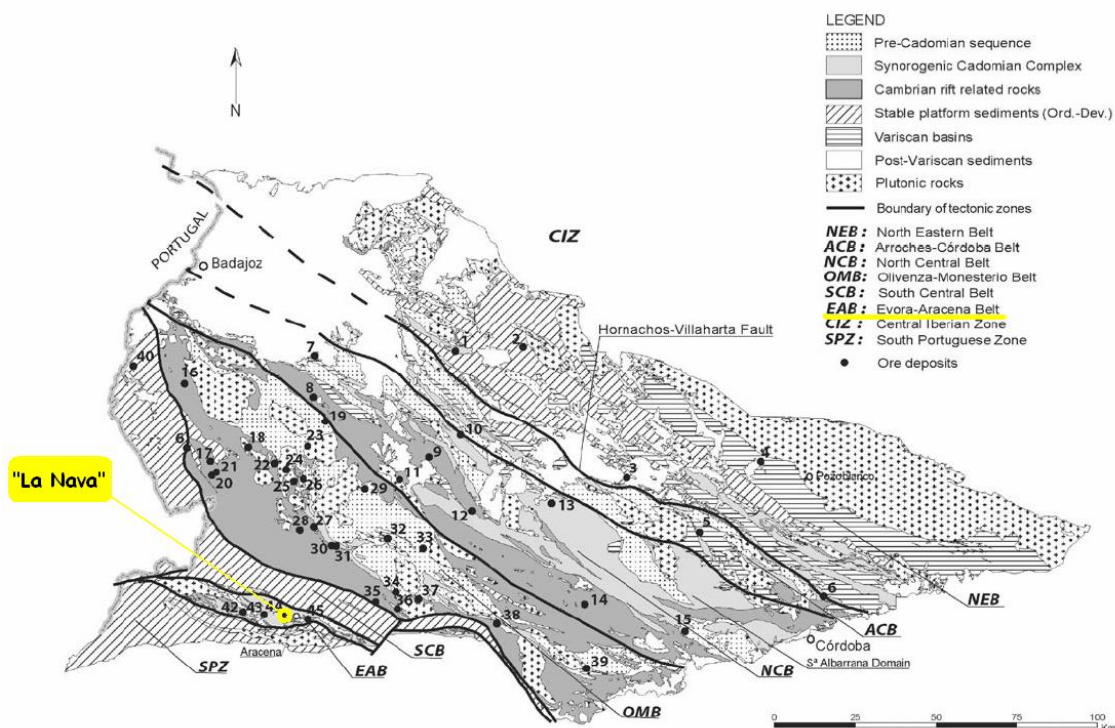 LEGEND
Pre-Cadomian sequence
Synorogenic Cadomian Complex
Cambrian rift related rocks
Stable platform sediments (Ord.-Dev.)
Variscan basins
Post-Variscan sediments
Plutonic rocks
Boundary of tectonic zones
NEB : North Eastern Belt
ACB : Arroches-Córdoba Belt
NCB : North Central Belt
OMB: Olivenza-Monesterio Belt
SCB : South Central Belt
EAB : Evora-Aracena Belt
CIZ : Central Iberian Zone
SPZ : South Portuguese Zone
Ore deposits
N
PORTUGAL
Badajoz
CIZ
Hornachos-Villaharta Fault
1
2
7
40
16
8
19
4
Pozoblanco
6
17
18
23
10
9
3
"La Nava"
21
20
22
24
25
26
11
29
12
13
5
28
27
30
31
32
33
34
35
36
37
14
6
NEB
42
43
44
45
38
15
ACB
Córdoba
Aracena
SPZ
EAB
SCB
39
NCB
Sª Albarrana Domain
OMB
0 25 50 75 100